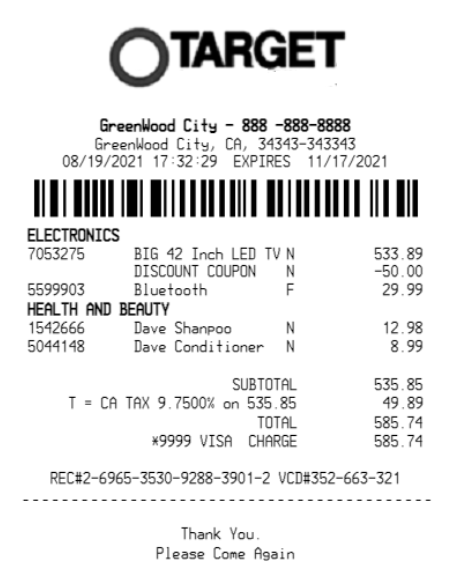 TARGET
GreenWood City - 888 -888-8888
GreenWood City, CA, 34343-343343
08/19/2021 17:32:29 EXPIRES 11/17/2021
ELECTRONICS
7053275 BIG 42 Inch LED TV N 533.89
DISCOUNT COUPON N -50.00
5599903 Bluetooth F 29.99
HEALTH AND BEAUTY
1542666 Dave Shanpoo N 12.98
5044148 Dave Conditioner N 8.99
SUBTOTAL 535.85
T = CA TAX 9.7500% on 535.85 49.89
TOTAL 585.74
*9999 VISA CHARGE 585.74
REC#2-6965-3530-9288-3901-2 VCD#352-663-321
Thank You.
Please Come Again